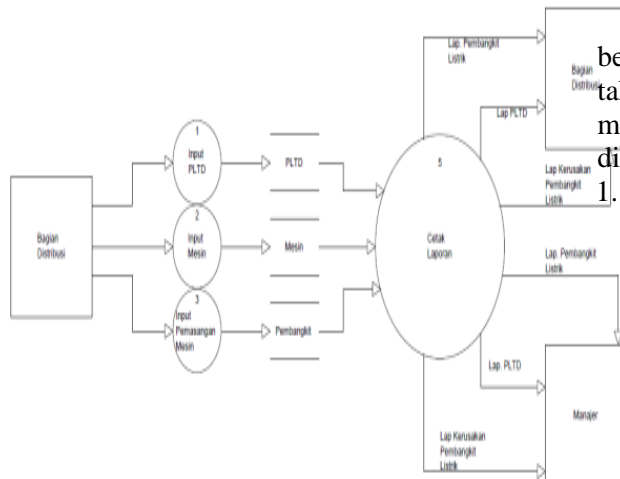 Bagian
Distribusi
1
Input
PLTD
2
Input
Mesin
3
Input
Pemasangan
Mesin
PLTD
Mesin
Pembangkit
5
Cetak
Laporan
Lap. Pembangkit
Listrik
Lap PLTD
Lap Kerusakan
Pembangkit
Listrik
Lap. Pembangkit
Listrik
Lap. PLTD
Lap Kerusakan
Pembangkit
Listrik
Bagian
Distribusi
Manajer
be
tal
m
di
1.